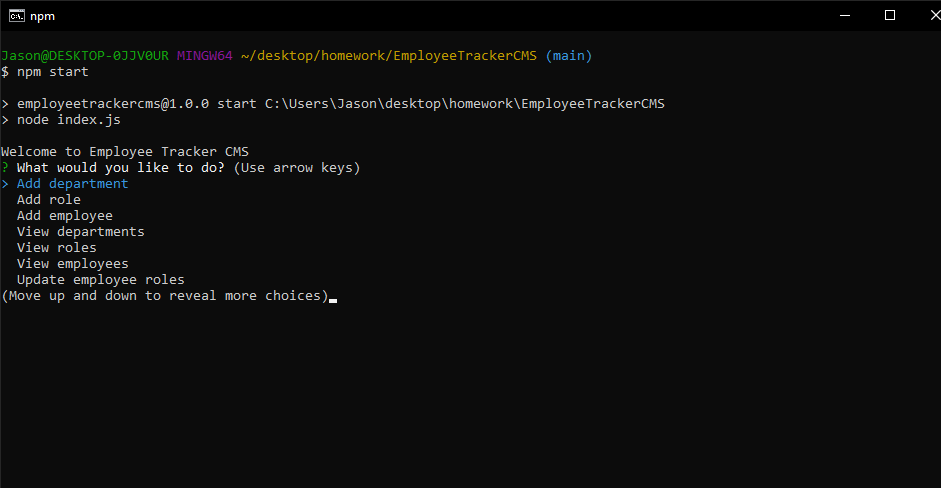 npm
Jason@DESKTOP-0JJV0UR MINGW64 ~/desktop/homework/EmployeeTrackerCMS (main)
$ npm start
> employeetrackercms@1.0.0 start C:\Users\Jason\desktop\homework\EmployeeTrackerCMS
> node index.js
Welcome to Employee Tracker CMS
? What would you like to do? (Use arrow keys)
> Add department
Add role
Add employee
View departments
View roles
View employees
Update employee roles
(Move up and down to reveal more choices)